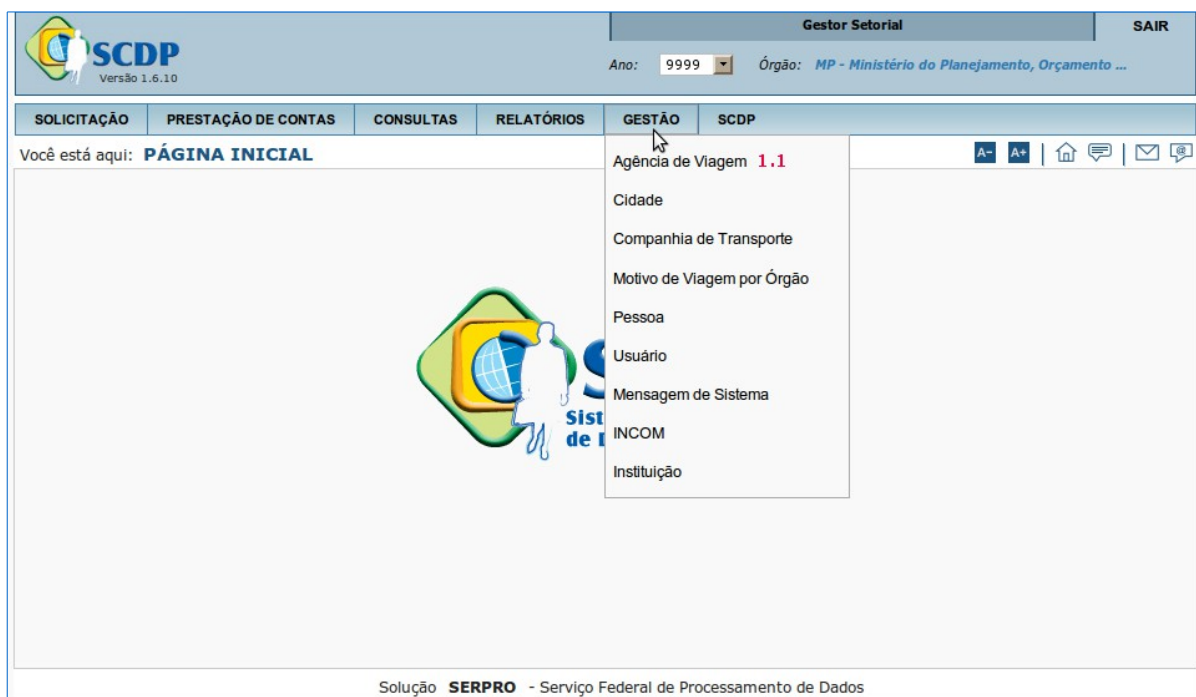 Gestor Setorial SAIR
SCDP
Versão 1.6.10
Ano: 9999 Órgão: MP - Ministério do Planejamento, Orçamento ...
SOLICITAÇÃO PRESTAÇÃO DE CONTAS CONSULTAS RELATÓRIOS GESTÃO SCDP
Você está aqui: PÁGINA INICIAL A- A+
Agência de Viagem 1.1
Cidade
Companhia de Transporte
Motivo de Viagem por Órgão
Pessoa
Usuário
Mensagem de Sistema
INCOM
Instituição
de
Solução SERPRO - Serviço Federal de Processamento de Dados